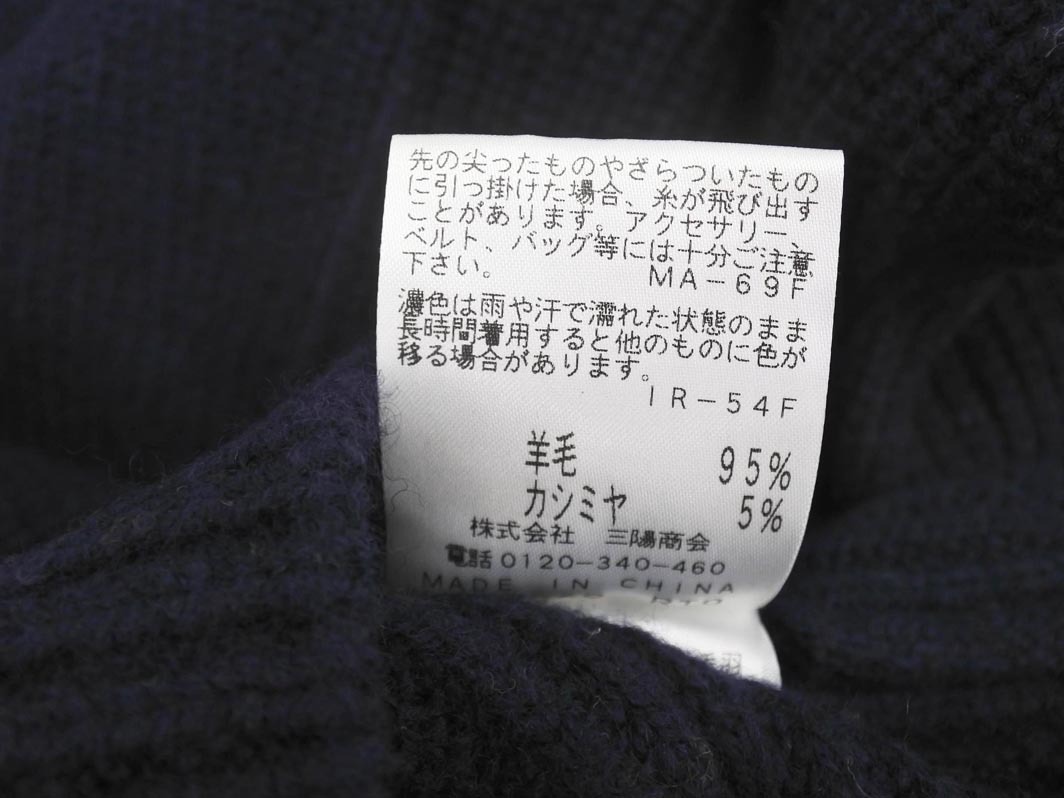 先の尖ったものやざらついたもの
に引っ掛けた場合、糸が飛び出す
ことがあります。アクセサリー、
ベルト、バッグ等には十分ご注意
下さい。 MA-69F
濃色は雨や汗で濡れた状態のまま
長時間着用すると他のものに色が
移る場合があります。
IR-54F
羊毛 95%
カシミヤ 5%
株式会社 三陽商会
電話0120-340-460
MADE IN CHINA